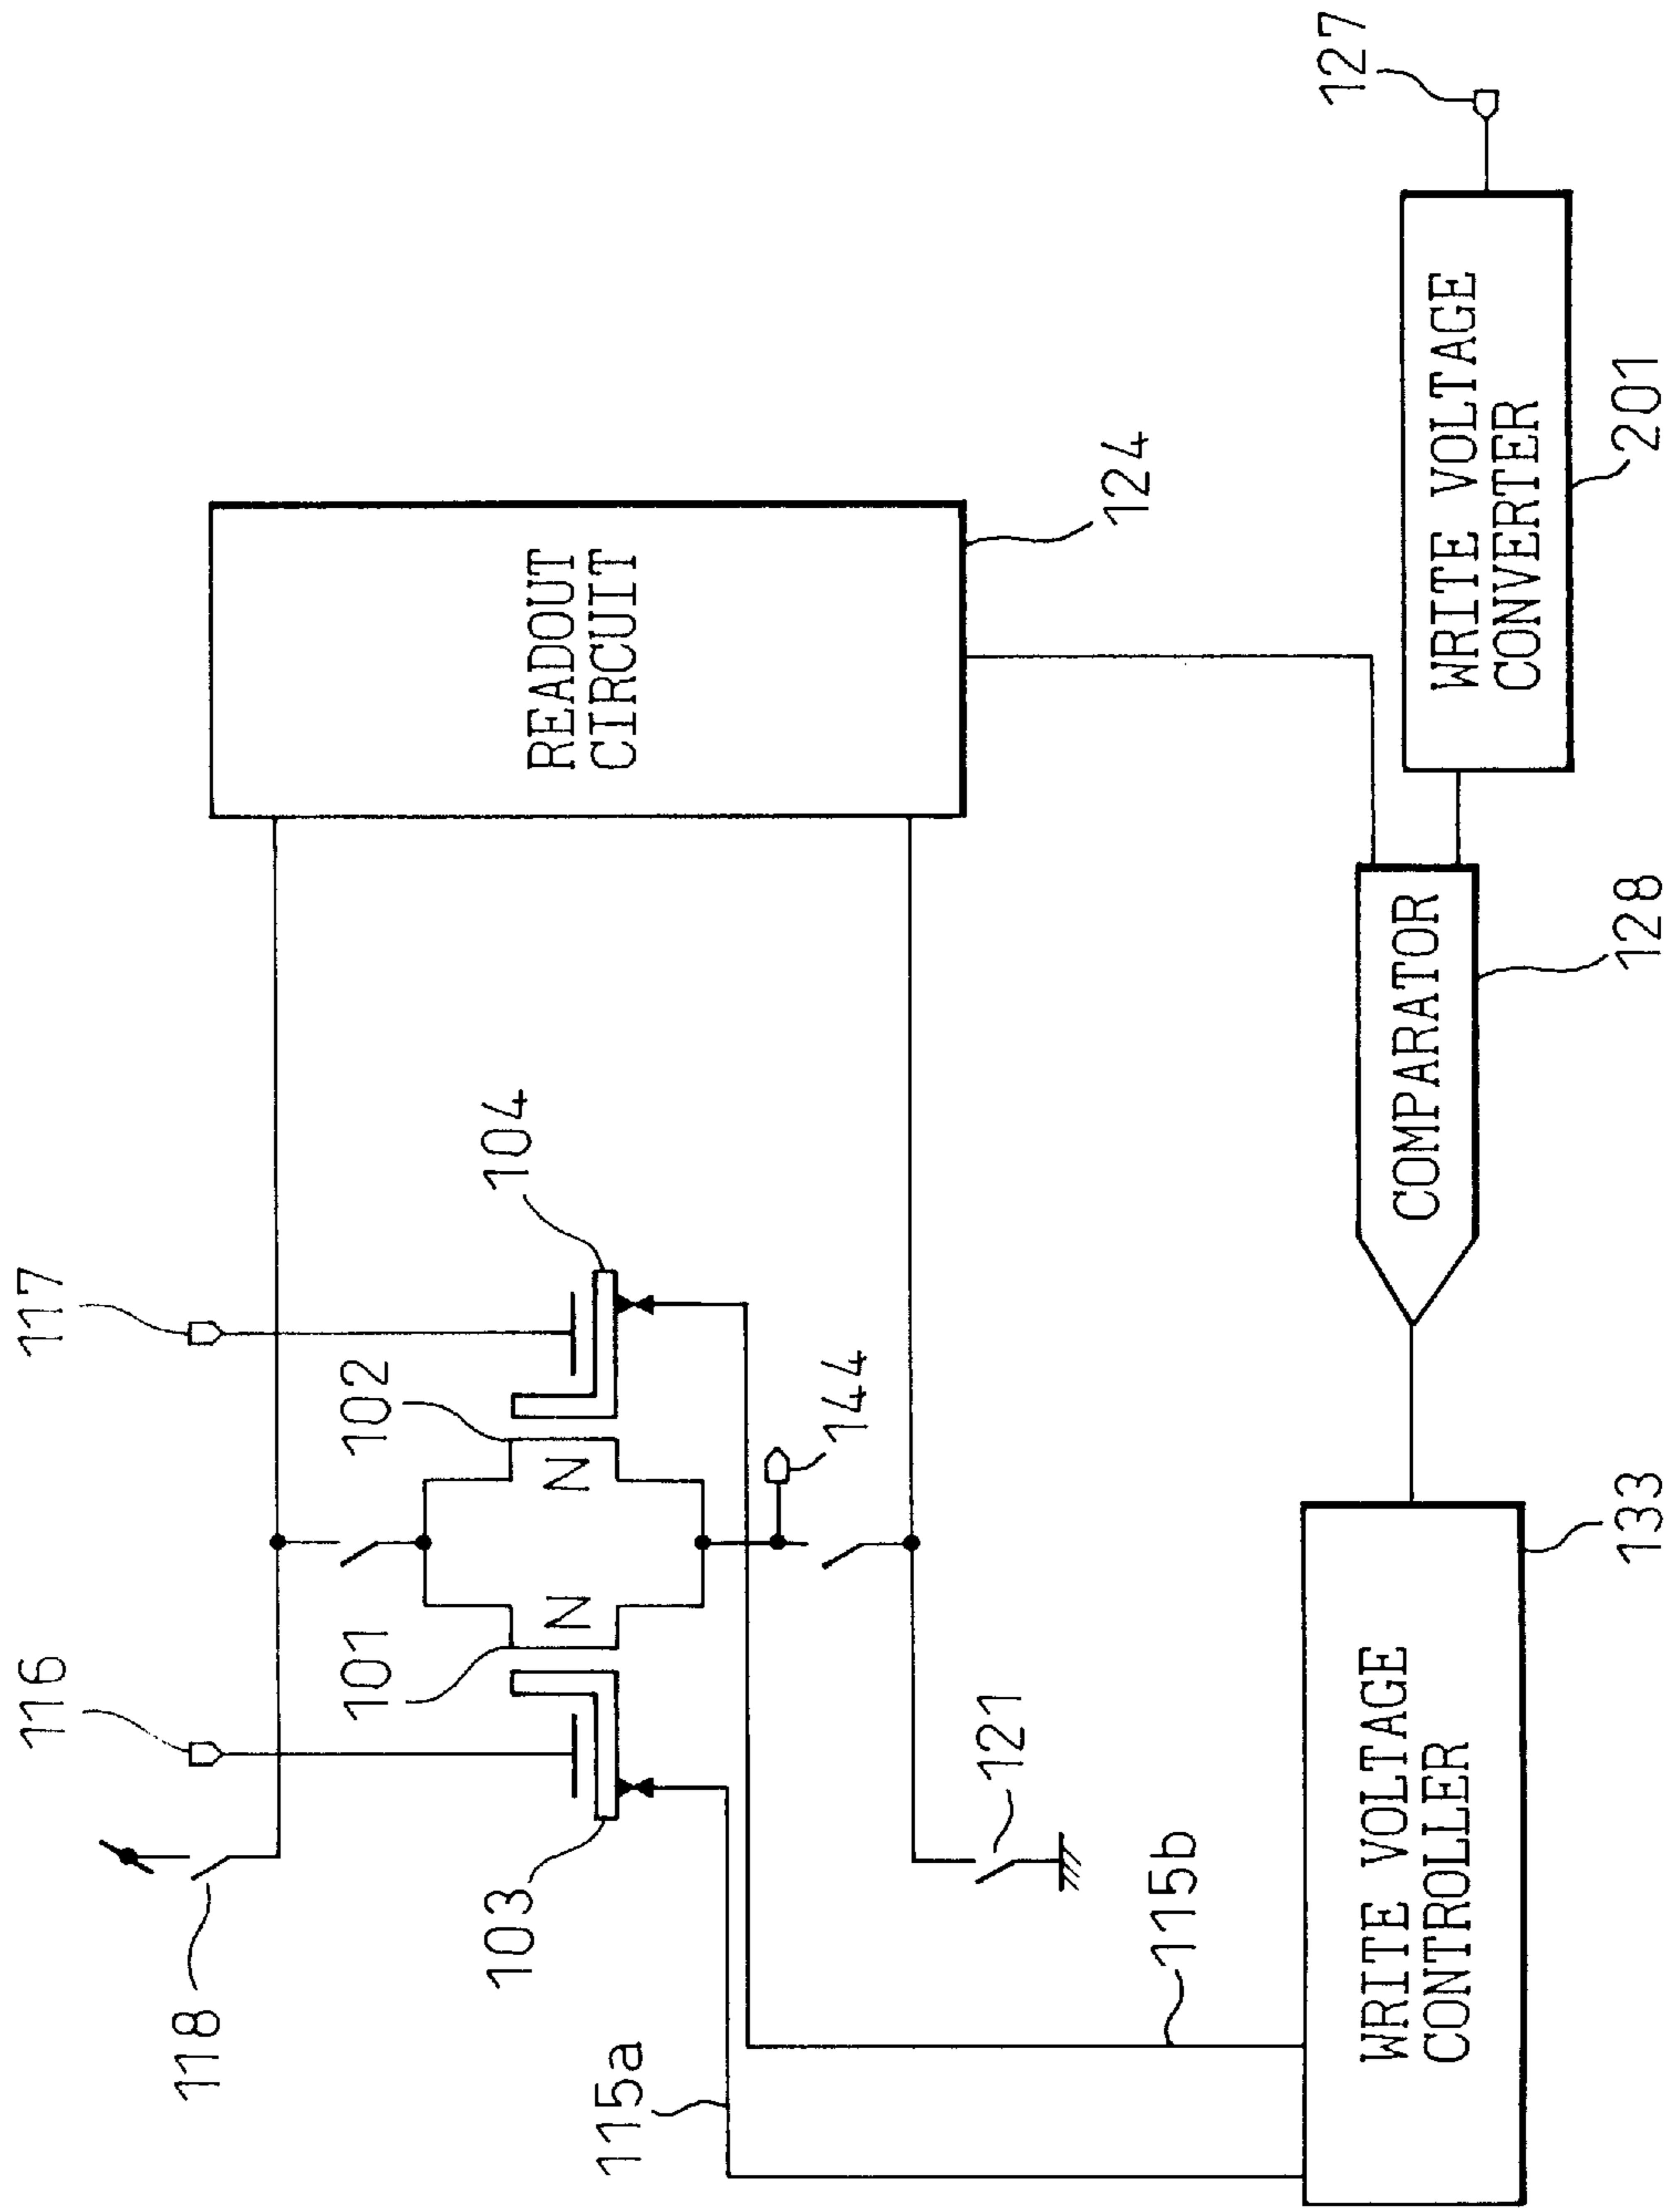 118
116
117
103
101
102
104
N
N
144
121
115a
115b
READOUT
CIRCUIT
124
WRITE VOLTAGE
CONTROLLER
133
COMPARATOR
128
WRITE VOLTAGE
CONVERTER
201
127